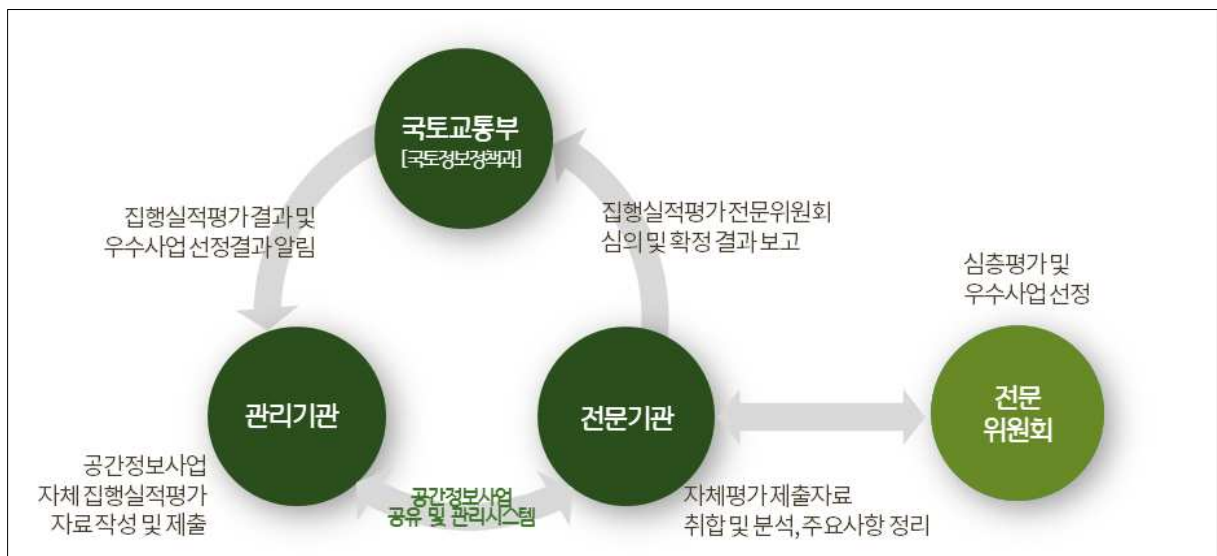 국토교통부
[국토정보정책과]
집행실적평가 결과 및
우수사업 선정결과 알림
집행실적평가 전문위원회
심의 및 확정 결과 보고
심층평가 및
우수사업 선정
관리기관
전문기관
전문
위원회
공간정보사업
자체 집행실적평가
자료 작성 및 제출
공간정보사업
공유 및 관리시스템
자체평가 제출자료
취합 및 분석, 주요사항 정리